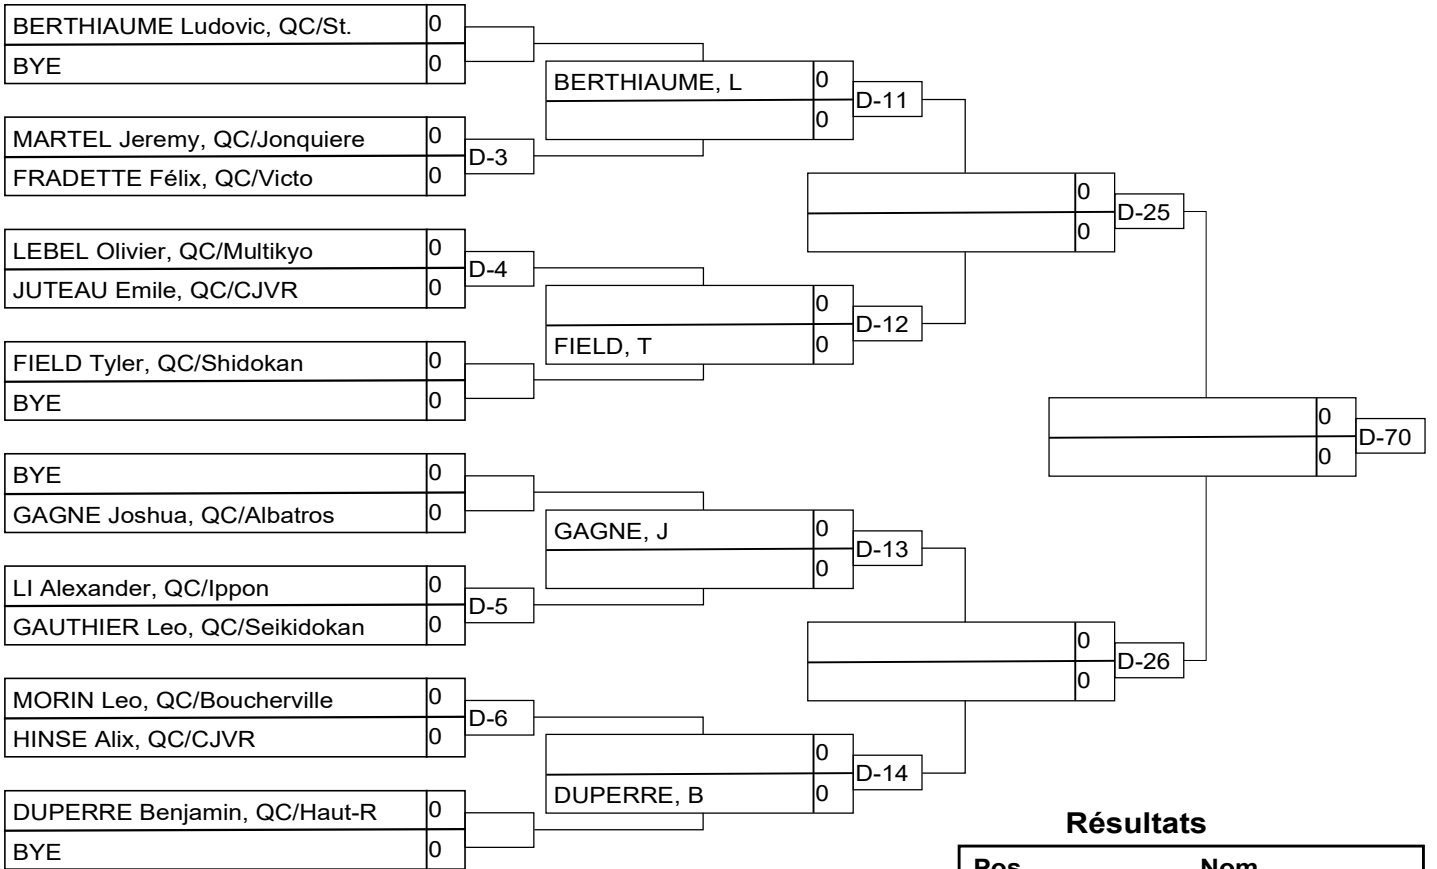 BERTHIAUME Ludovic, QC/St. 0
BYE 0
MARTEL Jeremy, QC/Jonquiere 0
FRADETTE Félix, QC/Victo 0
D-3
LEBEL Olivier, QC/Multikyo 0
JUTEAU Emile, QC/CJVR 0
D-4
FIELD Tyler, QC/Shidokan 0
BYE 0
BYE 0
GAGNE Joshua, QC/Albatros 0
LI Alexander, QC/Ippon 0
GAUTHIER Leo, QC/Seikidokan 0
D-5
MORIN Leo, QC/Boucherville 0
HINSE Alix, QC/CJVR 0
D-6
DUPERRE Benjamin, QC/Haut-R 0
BYE 0
BERTHIAUME, L 0
0
D-11
0
FIELD, T 0
D-12
GAGNE, J 0
0
D-13
0
DUPERRE, B 0
D-14
0
0
D-25
0
0
D-26
0
0
D-70
Résultats
Pos Nom